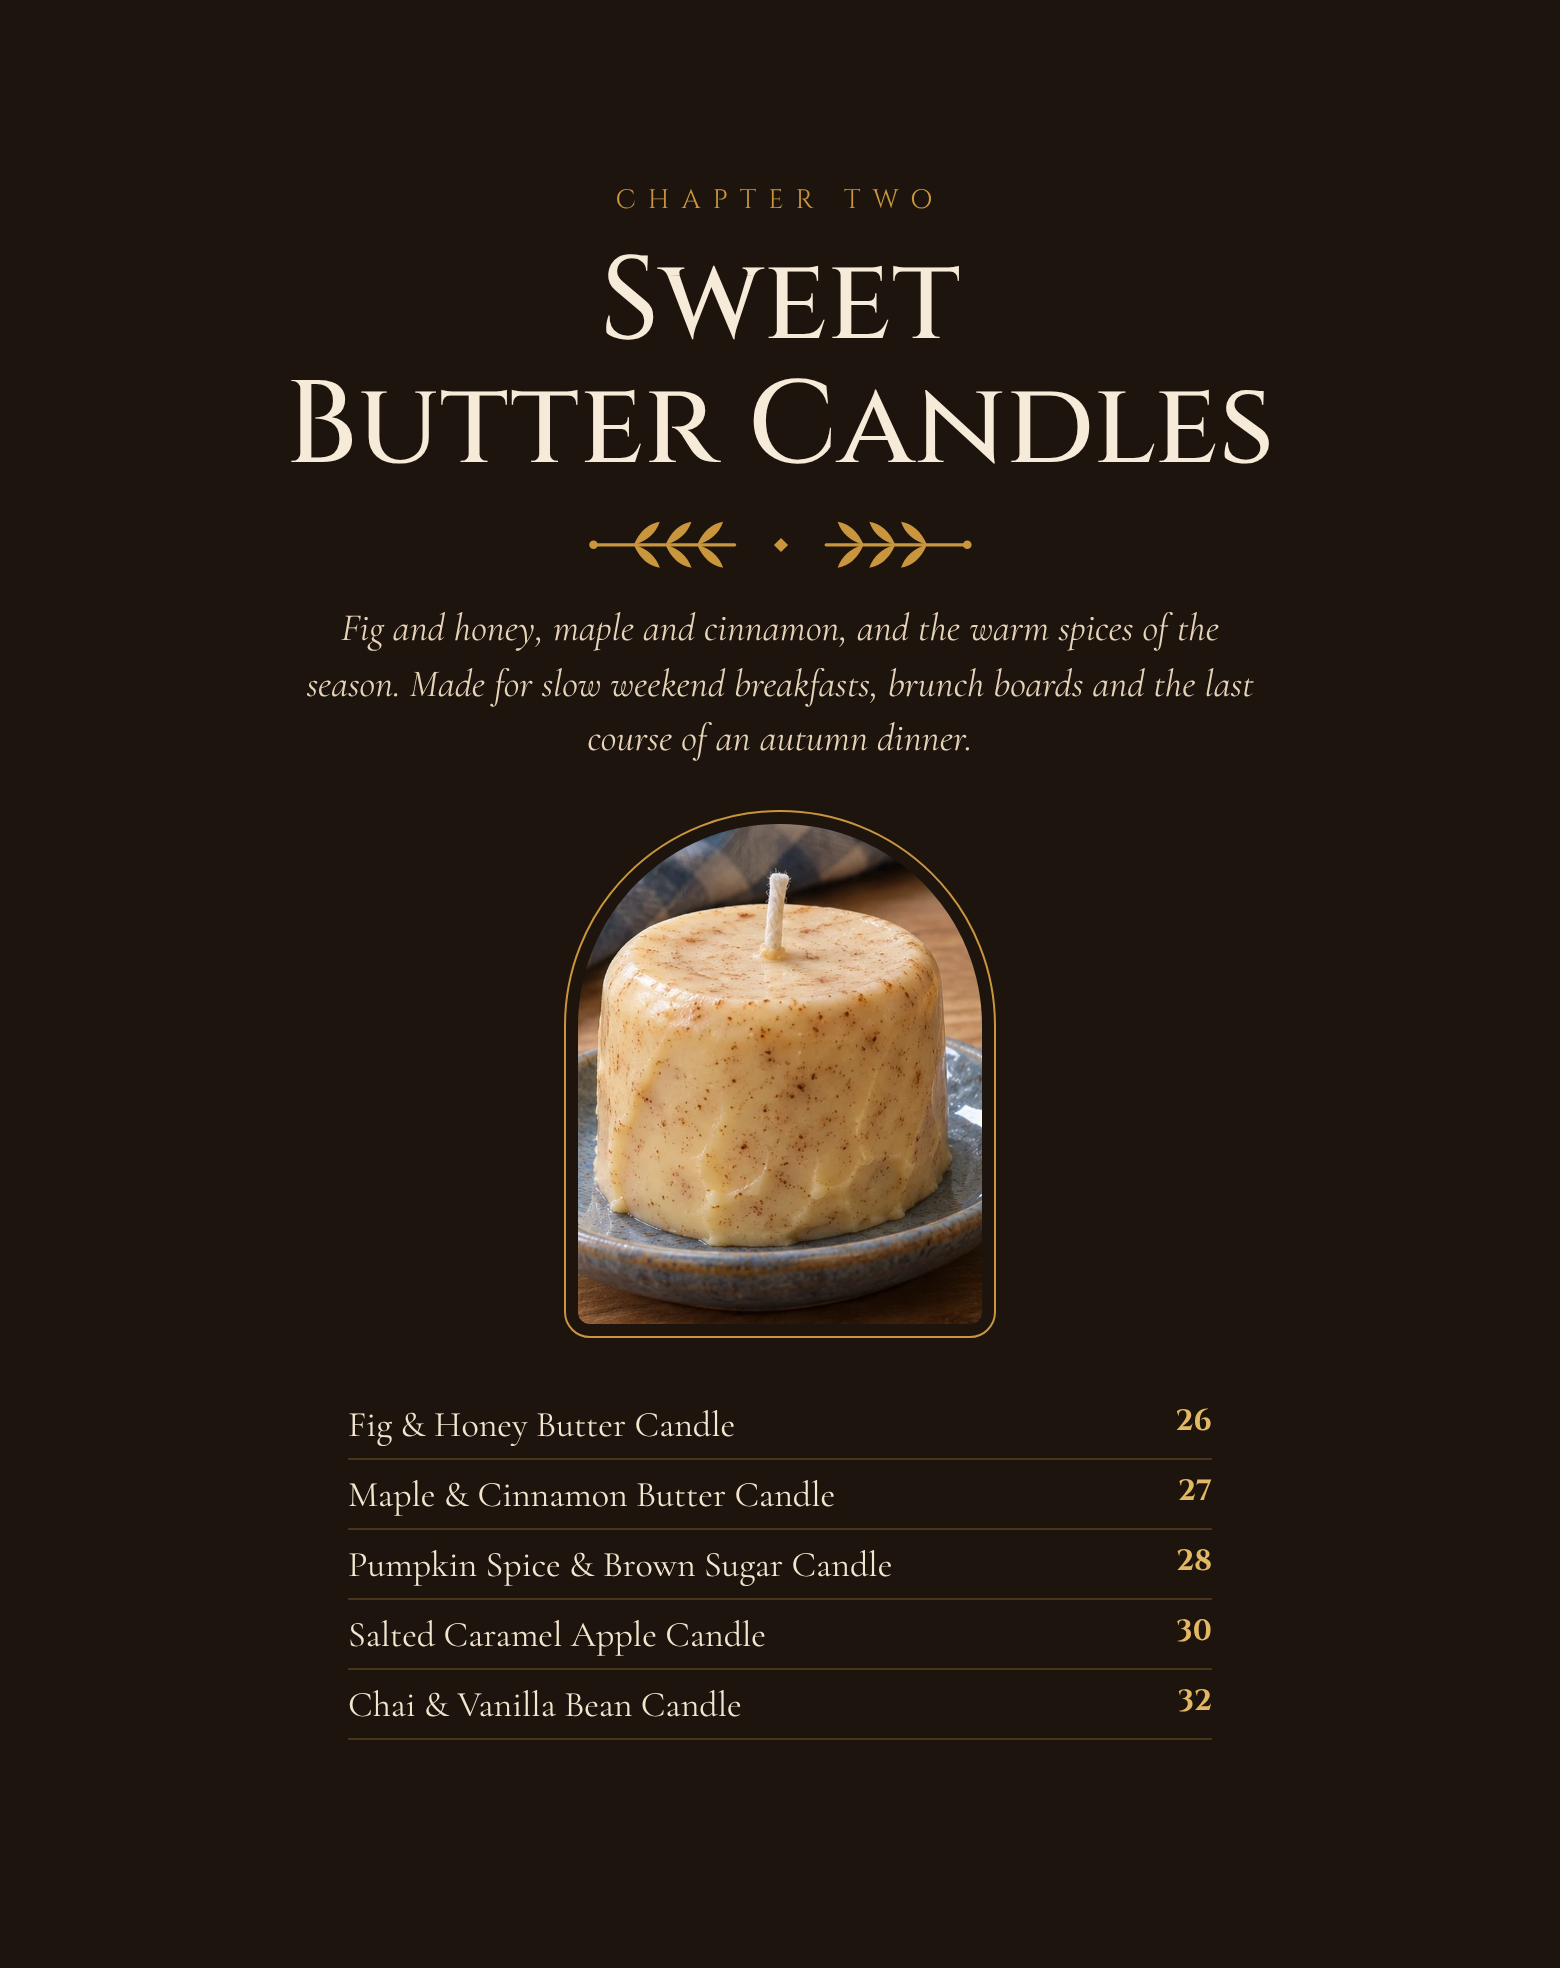 CHAPTER TWO
SWEET
BUTTER CANDLES
Fig and honey, maple and cinnamon, and the warm spices of the
season. Made for slow weekend breakfasts, brunch boards and the last
course of an autumn dinner.
Fig & Honey Butter Candle 26
Maple & Cinnamon Butter Candle 27
Pumpkin Spice & Brown Sugar Candle 28
Salted Caramel Apple Candle 30
Chai & Vanilla Bean Candle 32